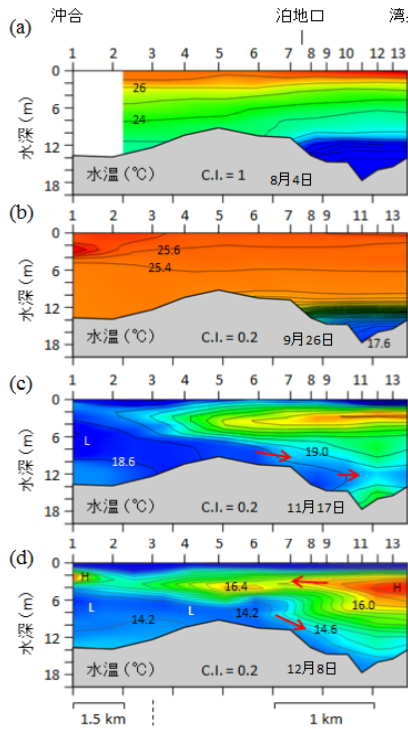 沖合 泊地口
(a)
1 2 3 4 5 6 7 8 9 10 11 12 13
0
6
12
18
水深 (m)
26
24
水温 (℃) C.I. = 1 8月4日
(b)
1 2 3 4 5 6 7 8 9 11 12 13
0
6
12
18
水深 (m)
25.6
25.4
水温 (℃) C.I. = 0.2 9月26日 17.6
(c)
1 2 3 4 5 6 7 8 9 10 11 12 13
0
6
12
18
水深 (m)
L
18.6
19.0
水温 (℃) C.I. = 0.2 11月17日
(d)
1 2 3 4 5 6 7 8 9 10 11 12 13
0
6
12
18
水深 (m)
H 16.4 H
L L 14.2 16.0
14.2 14.6
水温 (℃) C.I. = 0.2 12月8日
1.5 km 1 km